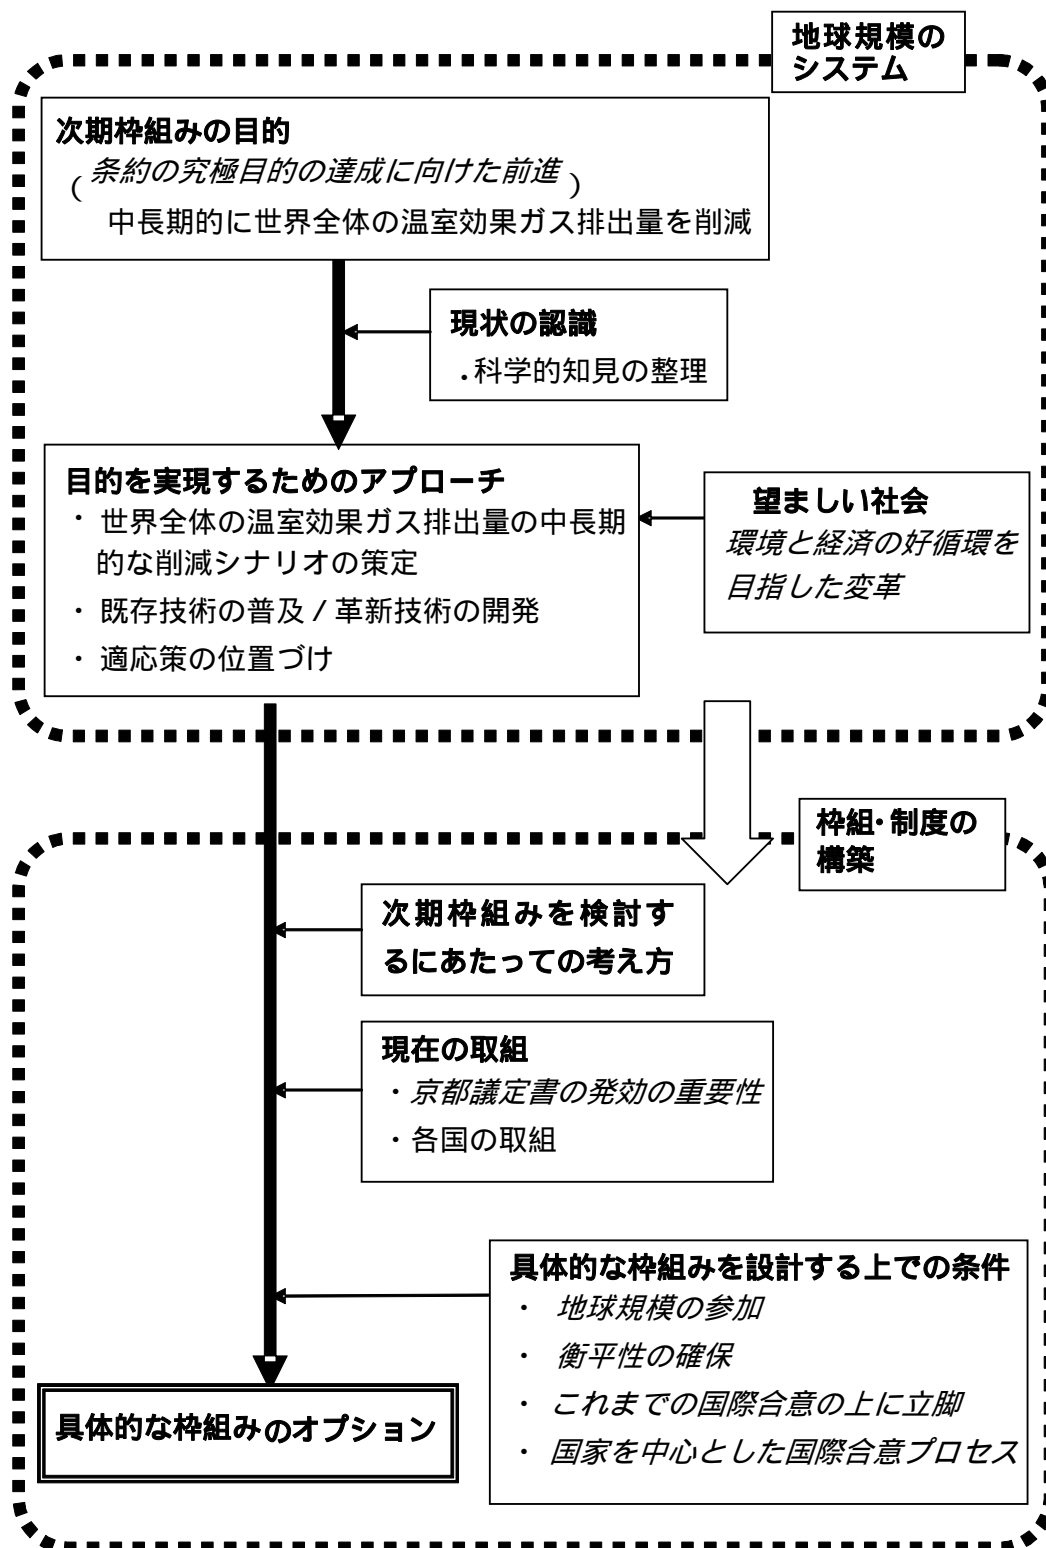 地球規模の
システム
次期枠組みの目的
(条約の究極目的の達成に向けた前進)
中長期的に世界全体の温室効果ガス排出量を削減
現状の認識
．科学的知見の整理
目的を実現するためのアプローチ
・ 世界全体の温室効果ガス排出量の中長期
的な削減シナリオの策定
・ 既存技術の普及 / 革新技術の開発
・ 適応策の位置づけ
望ましい社会
環境と経済の好循環を
目指した変革
枠組・制度の
構築
次期枠組みを検討す
るにあたっての考え方
現在の取組
・京都議定書の発効の重要性
・各国の取組
具体的な枠組みを設計する上での条件
・ 地球規模の参加
・ 衡平性の確保
・ これまでの国際合意の上に立脚
・ 国家を中心とした国際合意プロセス
具体的な枠組みのオプション